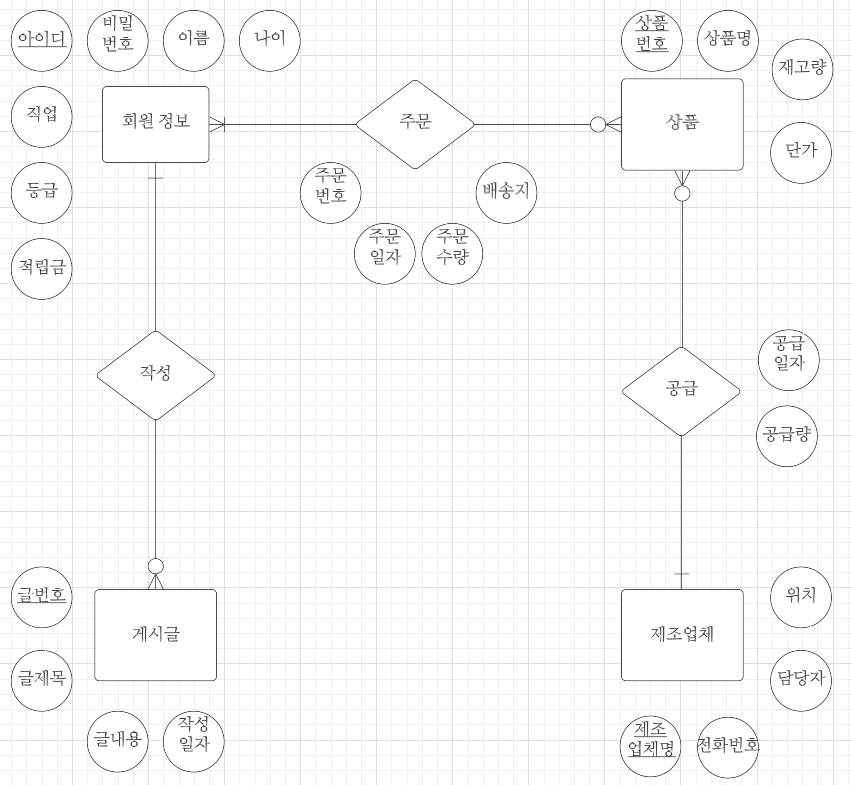 아이디
비밀
번호
이름
나이
상품
번호
상품명
재고량
직업
회원 정보
주문
상품
단가
등급
주문
번호
배송지
주문
일자
주문
수량
적립금
작성
공급
공급
일자
공급량
글번호
게시글
제조업체
위치
글제목
담당자
글내용
작성
일자
제조
업체명
전화번호